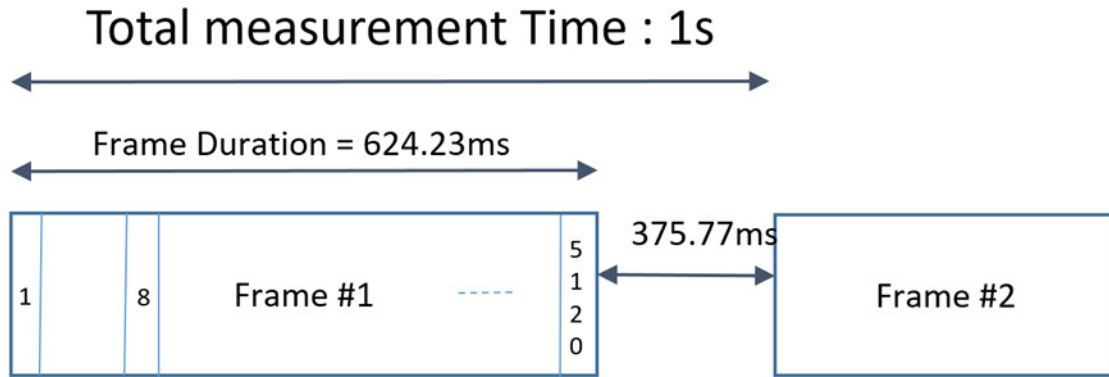 Total measurement Time : 1s
Frame Duration = 624.23ms
375.77ms
1
8
Frame #1
5
1
2
0
Frame #2